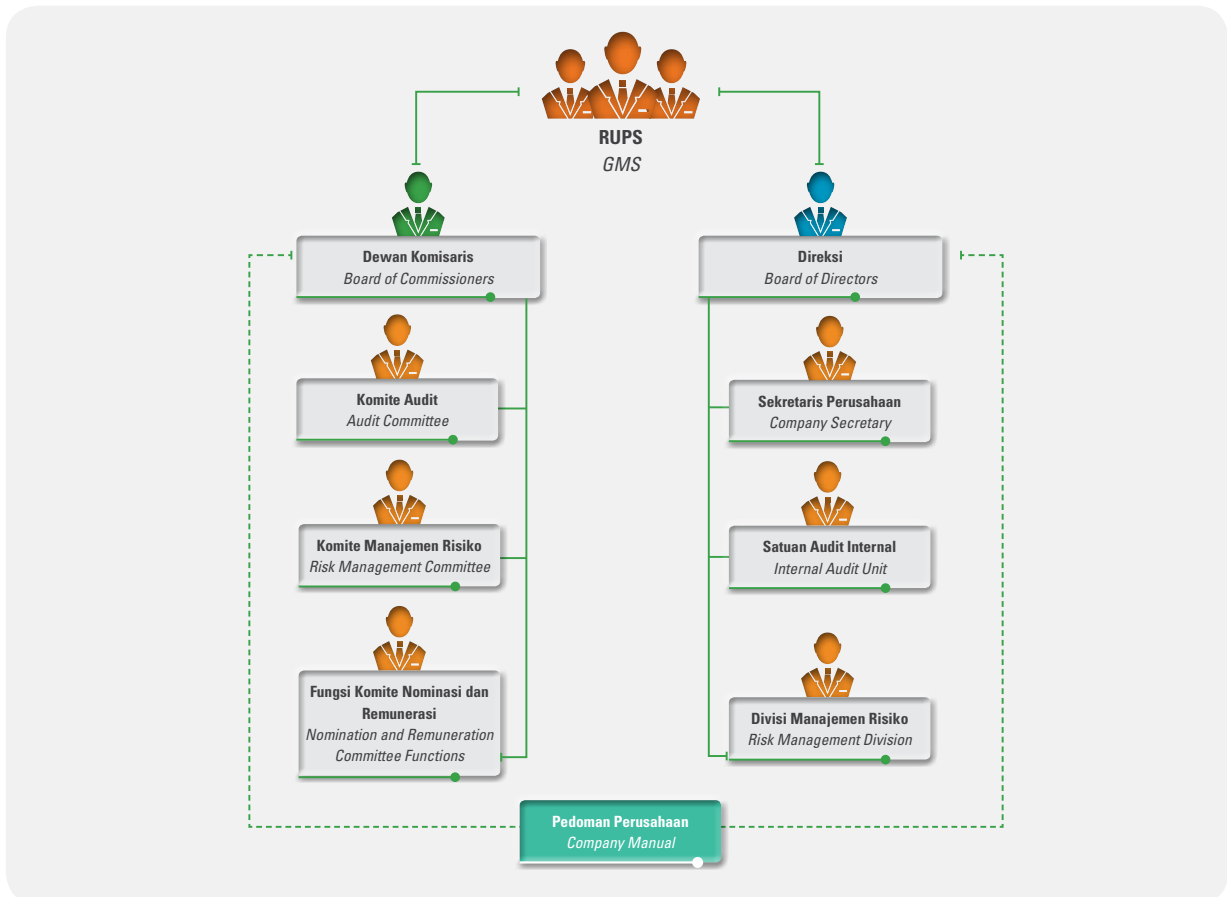 RUPS
GMS
Dewan Komisaris
Board of Commissioners
Direksi
Board of Directors
Komite Audit
Audit Committee
Sekretaris Perusahaan
Company Secretary
Komite Manajemen Risiko
Risk Management Committee
Satuan Audit Internal
Internal Audit Unit
Fungsi Komite Nominasi dan
Remunerasi
Nomination and Remuneration
Committee Functions
Divisi Manajemen Risiko
Risk Management Division
Pedoman Perusahaan
Company Manual